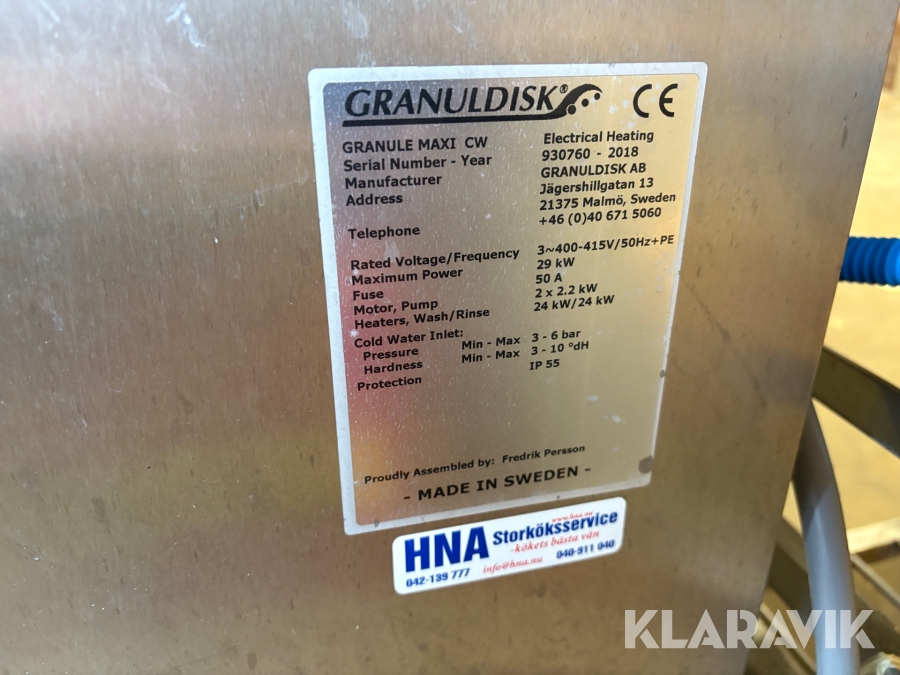 GRANULDISK® CE
GRANULE MAXI CW Electrical Heating
Serial Number - Year 930760 - 2018
Manufacturer GRANULDISK AB
Address Jägershillgatan 13
21375 Malmö, Sweden
Telephone +46 (0)40 671 5060
Rated Voltage/Frequency 3~400-415V/50Hz+PE
Maximum Power 29 kW
Fuse 50 A
Motor, Pump 2 x 2.2 kW
Heaters, Wash/Rinse 24 kW/24 kW
Cold Water Inlet:
Pressure Min - Max 3 - 6 bar
Hardness Min - Max 3 - 10 °dH
Protection IP 55
Proudly Assembled by: Fredrik Persson
- MADE IN SWEDEN -
www.hna.nu
HNA Storköksservice
-kökets bästa vän
042-139 777 info@hna.nu 040-911 040
KLARAVIK